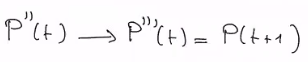 P''(t) → P'''(t) = P(t+1)